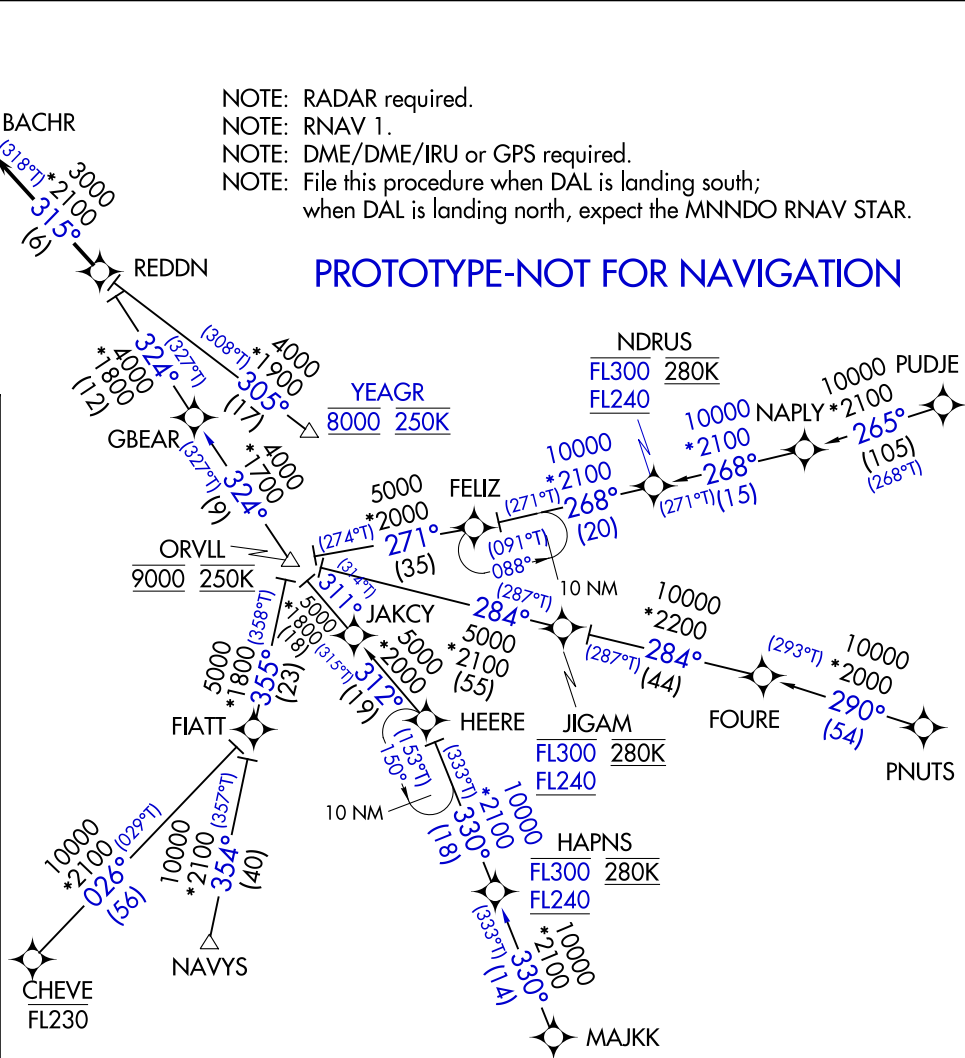 NOTE: RADAR required.
NOTE: RNAV 1.
NOTE: DME/DME/IRU or GPS required.
NOTE: File this procedure when DAL is landing south;
when DAL is landing north, expect the MNNDO RNAV STAR.
PROTOTYPE-NOT FOR NAVIGATION
BACHR
3000
(318°T) *2100
315°
(6)
REDDN
(327°T)
324°
*4000
*1800
(12)
4000
(308°T) *1900
305°
(17)
YEAGR
8000 250K
GBEAR
4000
*1700
(327°T) 324°
(9)
NDRUS
FL300 280K
FL240
PUDJE
10000
*2100
265°
(105)
(268°T)
NAPLY
10000
*2100
268°
(271°T) (15)
10000
*2100
(271°T) 268°
(20)
FELIZ
(091°T)
088°
10 NM
5000
*2000
(274°T) 271°
(35)
ORVLL
9000 250K
(314°T)
311°
5000
*1800
(18)
JAKCY
5000
*2000
(315°T) 312°
(19)
(287°T)
284°
5000
*2100
(55)
JIGAM
FL300 280K
FL240
10000
*2200
(287°T) 284°
(44)
FOURE
10000
(293°T) *2000
290°
(54)
PNUTS
HEERE
(153°T)
150°
10 NM
(333°T)
10000
*2100
330°
(18)
HAPNS
FL300 280K
FL240
10000
*2100
(333°T) 330°
(14)
MAJKK
5000
*1800
(358°T)
355°
(23)
FIATT
10000
*2100
(029°T)
026°
(56)
10000
*2100
(357°T)
354°
(40)
NAVYS
CHEVE
FL230